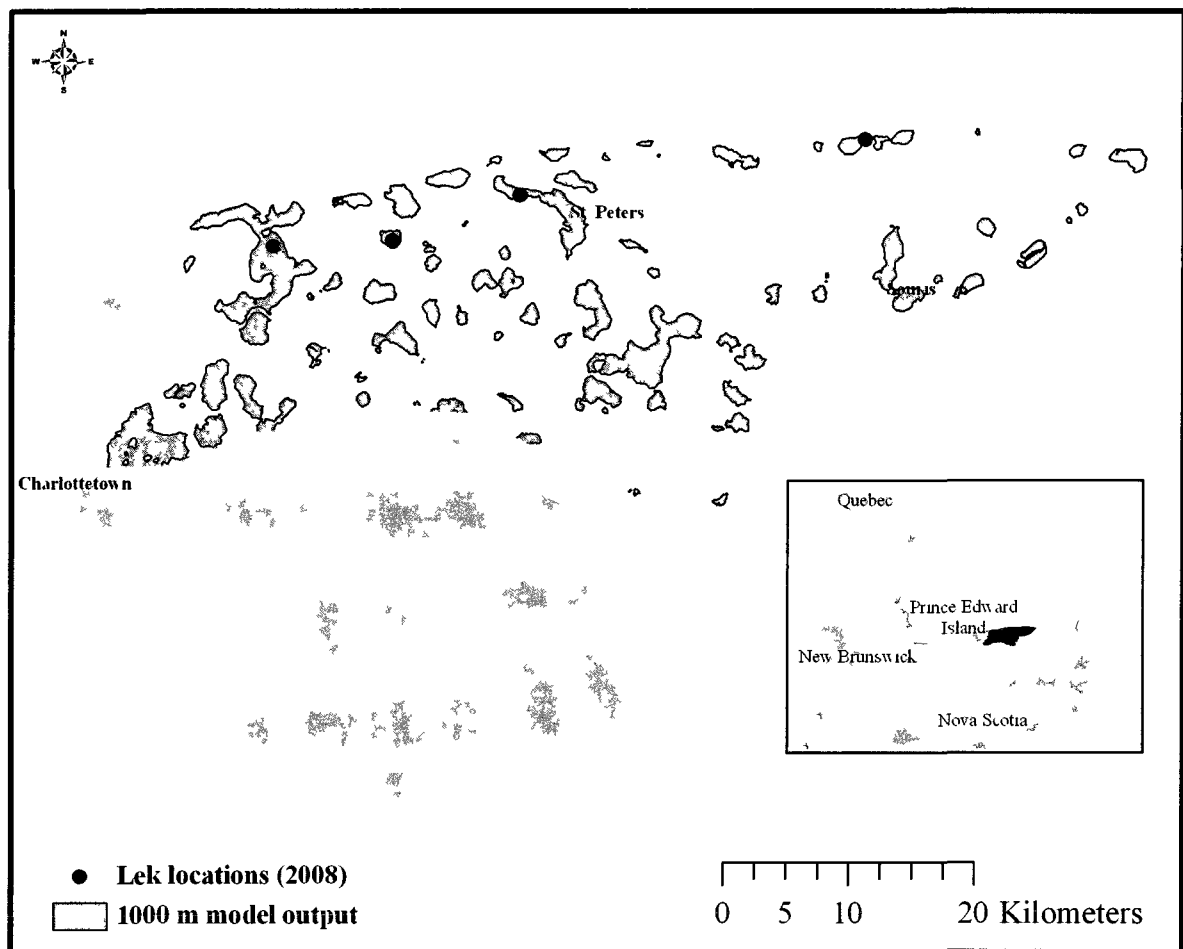 N
W E
S
St. Peters
Charlottetown
Quebec
Prince Edward
Island
New Brunswick
Nova Scotia
Lek locations (2008)
1000 m model output
0 5 10 20 Kilometers